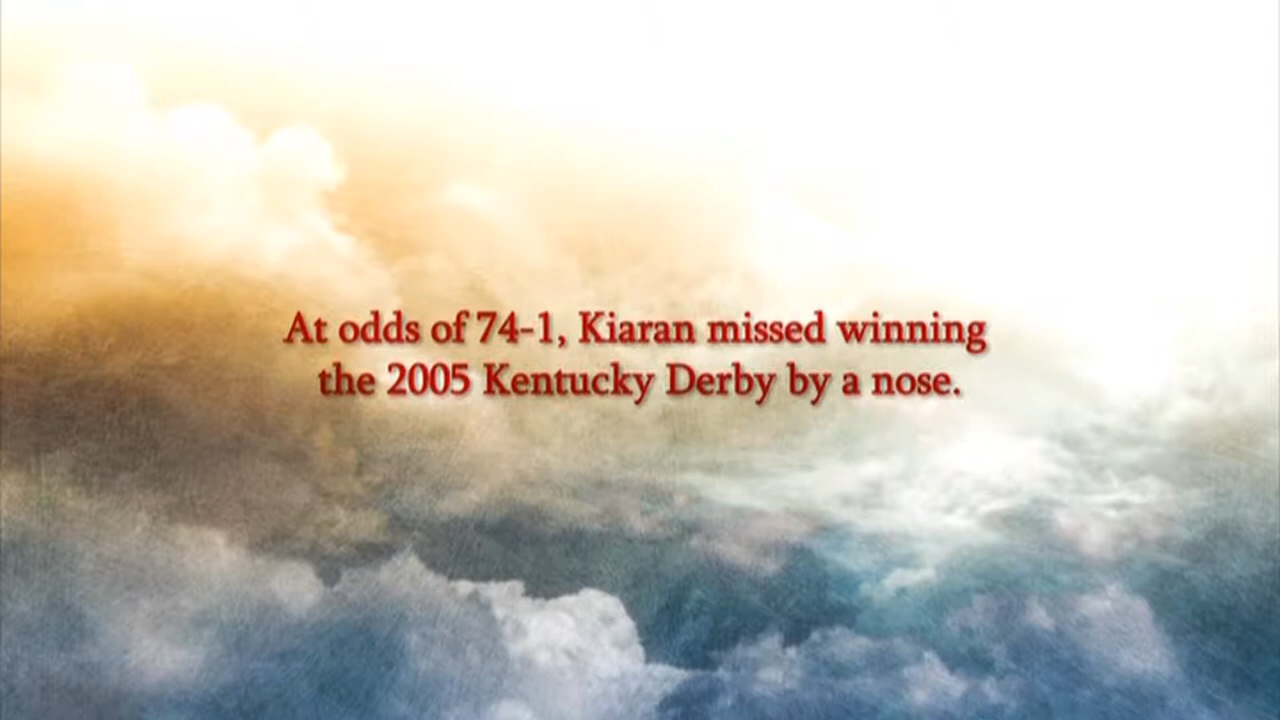 At odds of 74-1, Kiaran missed winning
the 2005 Kentucky Derby by a nose.